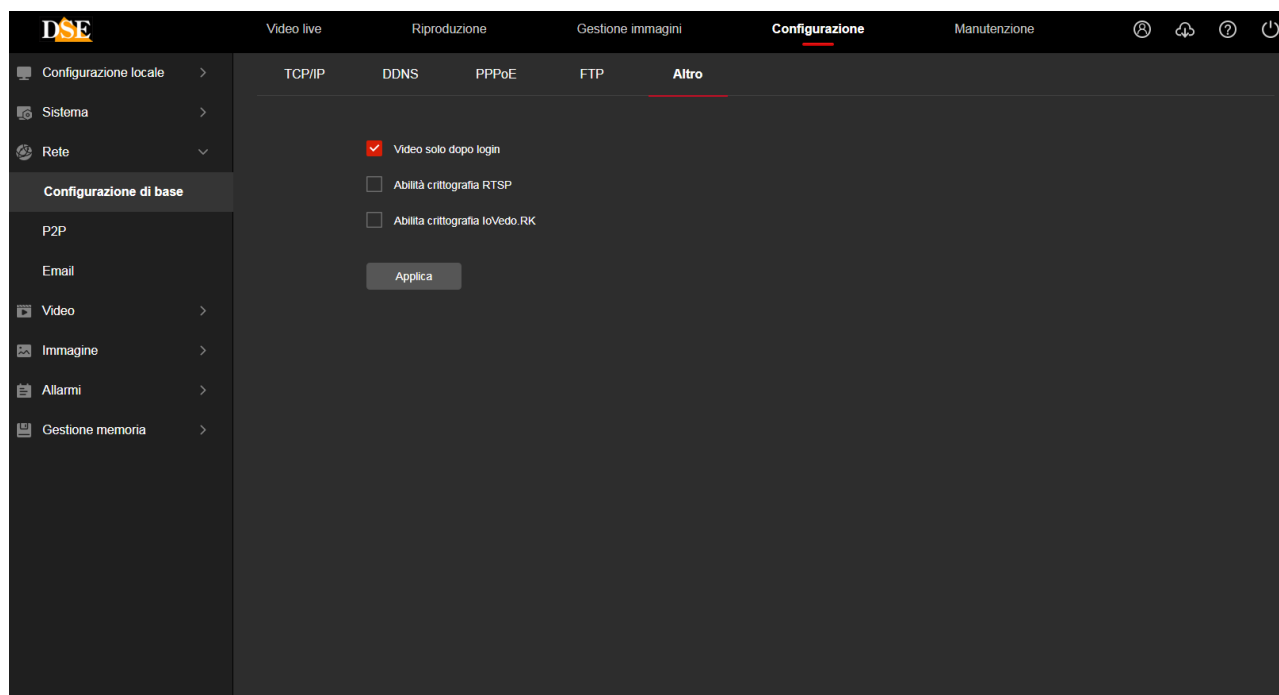 DSE
Video live
Riproduzione
Gestione immagini
Configurazione
Manutenzione
Configurazione locale
Sistema
Rete
Configurazione di base
P2P
Email
Video
Immagine
Allarmi
Gestione memoria
TCP/IP
DDNS
PPPoE
FTP
Altro
Video solo dopo login
Abilità crittografia RTSP
Abilita crittografia IoVedo.RK
Applica